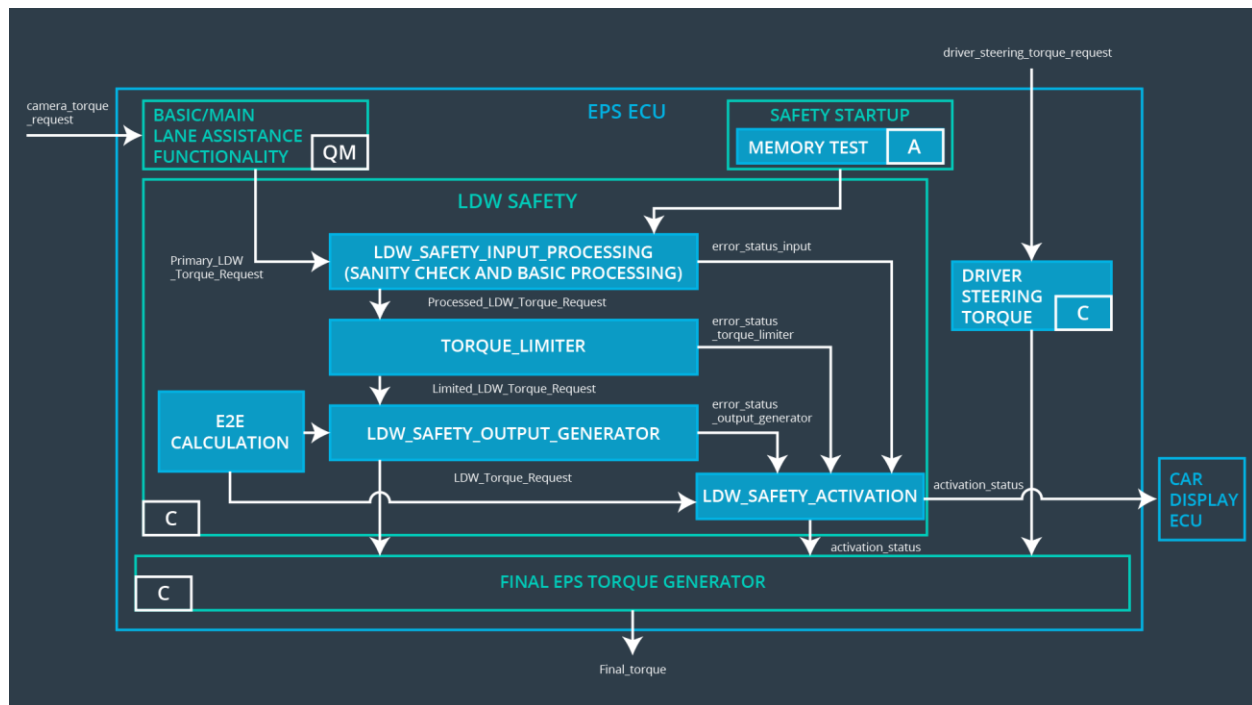 driver_steering_torque_request
camera_torque
_request
EPS ECU
BASIC/MAIN
LANE ASSISTANCE
FUNCTIONALITY
QM
SAFETY STARTUP
MEMORY TEST
A
LDW SAFETY
Primary_LDW
_Torque_Request
LDW_SAFETY_INPUT_PROCESSING
(SANITY CHECK AND BASIC PROCESSING)
error_status_input
DRIVER
STEERING
TORQUE
C
Processed_LDW_Torque_Request
TORQUE_LIMITER
error_status
_torque_limiter
Limited_LDW_Torque_Request
E2E
CALCULATION
LDW_SAFETY_OUTPUT_GENERATOR
error_status
_output_generator
LDW_Torque_Request
LDW_SAFETY_ACTIVATION
activation_status
CAR
DISPLAY
ECU
C
activation_status
FINAL EPS TORQUE GENERATOR
C
Final_torque